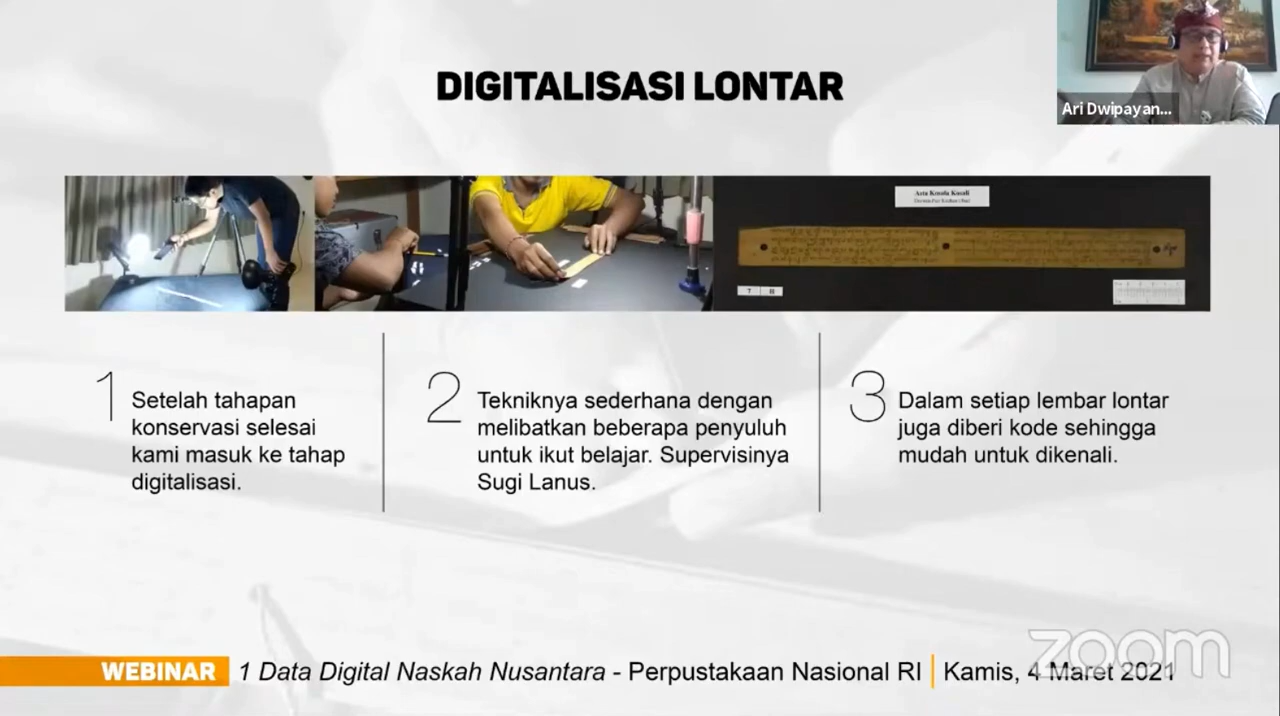 DIGITALISASI LONTAR
Ari Dwipayan...
Asta Kosala Kosali
T B
1
Setelah tahapan
konservasi selesai
kami masuk ke tahap
digitalisasi.
2
Tekniknya sederhana dengan
melibatkan beberapa penyuluh
untuk ikut belajar. Supervisinya
Sugi Lanus.
3
Dalam setiap lembar lontar
juga diberi kode sehingga
mudah untuk dikenali.
zoom
WEBINAR 1 Data Digital Naskah Nusantara - Perpustakaan Nasional RI Kamis, 4 Maret 2021